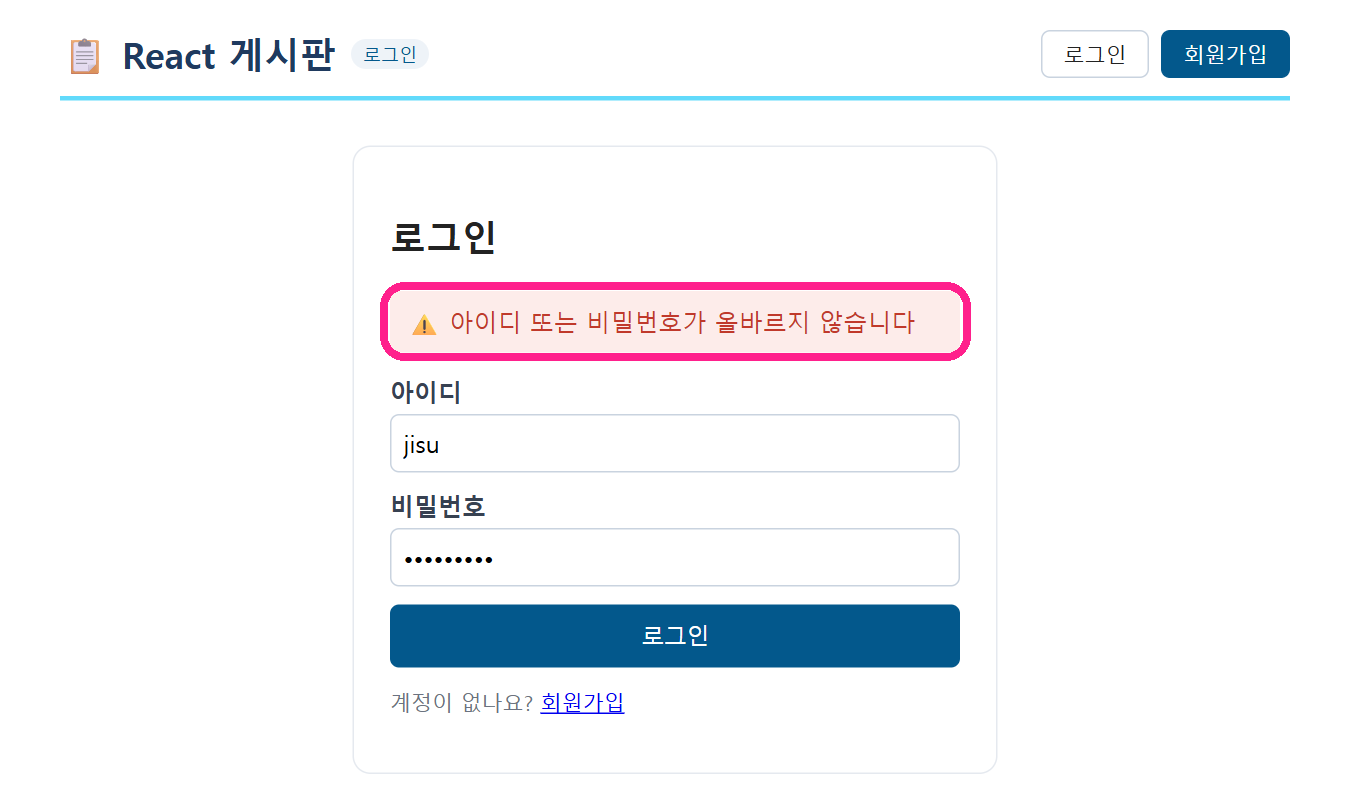 React 게시판 로그인 로그인 회원가입
로그인
아이디 또는 비밀번호가 올바르지 않습니다
아이디
jisu
비밀번호
•••••••••
로그인
계정이 없나요? 회원가입